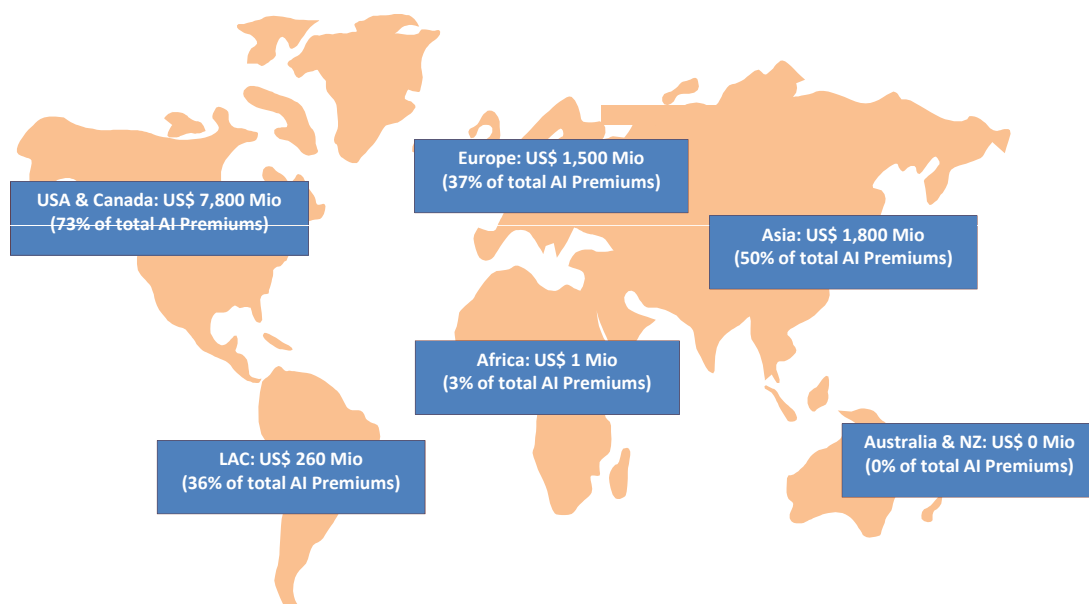 Europe: US$ 1,500 Mio
(37% of total AI Premiums)
USA & Canada: US$ 7,800 Mio
(73% of total AI Premiums)
Asia: US$ 1,800 Mio
(50% of total AI Premiums)
Africa: US$ 1 Mio
(3% of total AI Premiums)
Australia & NZ: US$ 0 Mio
(0% of total AI Premiums)
LAC: US$ 260 Mio
(36% of total AI Premiums)